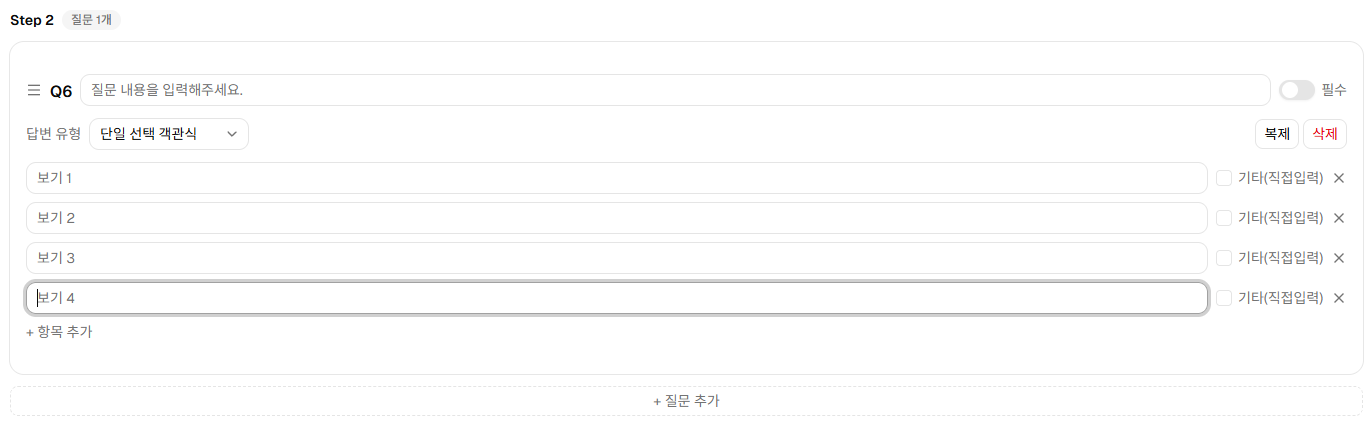 Step 2 질문 1개
Q6 질문 내용을 입력해주세요. 필수
답변 유형 단일 선택 객관식 복제 삭제
보기 1 기타(직접입력)
보기 2 기타(직접입력)
보기 3 기타(직접입력)
보기 4 기타(직접입력)
+ 항목 추가
+ 질문 추가